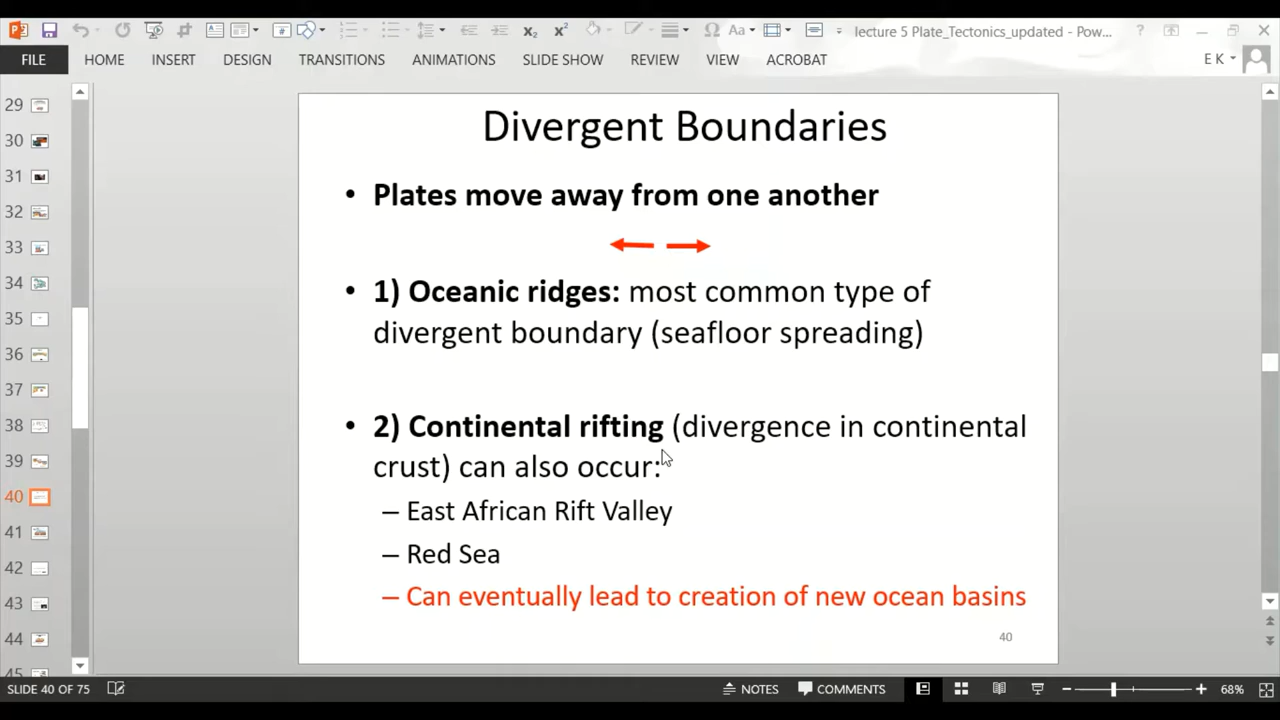 lecture 5 Plate_Tectonics_updated - Pow...
?
FILE HOME INSERT DESIGN TRANSITIONS ANIMATIONS SLIDE SHOW REVIEW VIEW ACROBAT E K
29
30
31
32
33
34
35
36
37
38
39
40
41
42
43
44
Divergent Boundaries
• Plates move away from one another
• 1) Oceanic ridges: most common type of
divergent boundary (seafloor spreading)
• 2) Continental rifting (divergence in continental
crust) can also occur:
– East African Rift Valley
– Red Sea
– Can eventually lead to creation of new ocean basins
40
SLIDE 40 OF 75 NOTES COMMENTS 68%